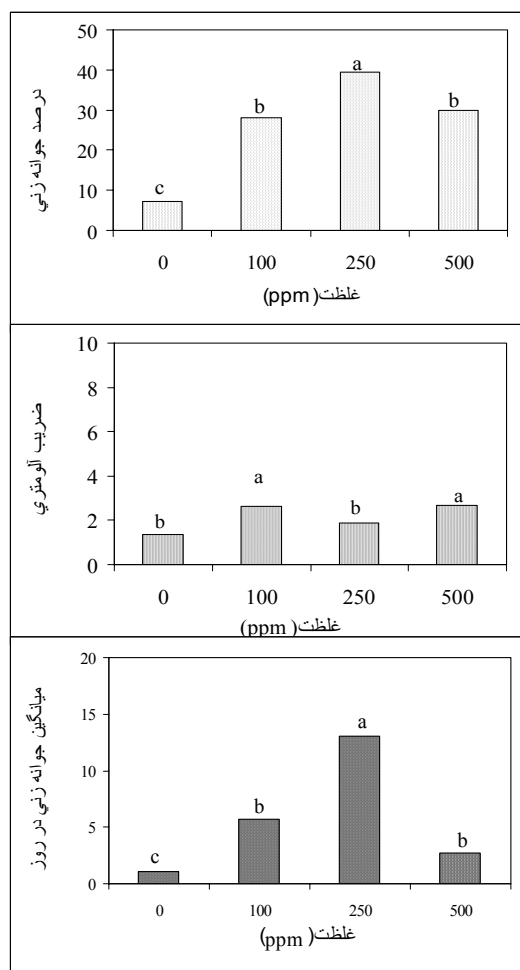 درصد جوانه زني
50
40
30
20
10
0
c
b
a
b
0 100 250 500
غلظت(ppm)
ضريب آلومتري
10
8
6
4
2
0
b
a
b
a
0 100 250 500
غلظت(ppm)
ميانگين جوانه زني در روز
20
15
10
5
0
c
b
a
b
0 100 250 500
غلظت(ppm)